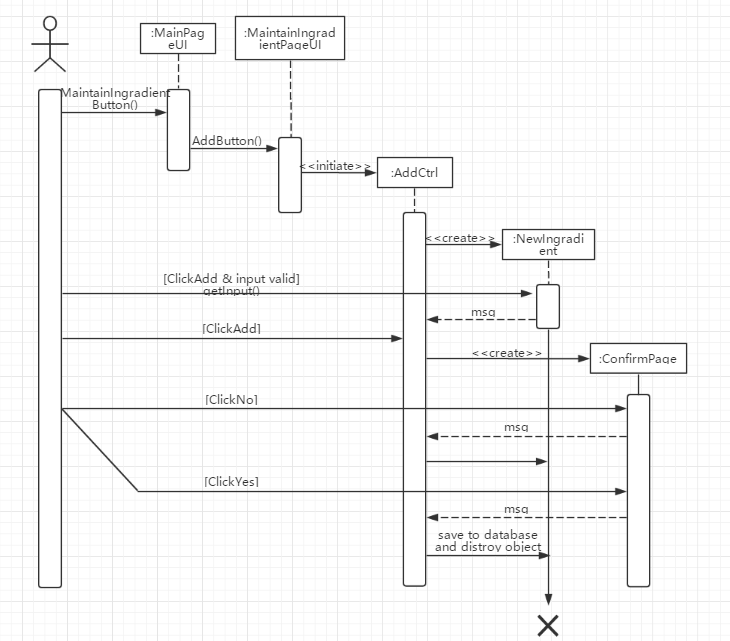 :MainPag
eUI
:MaintainIngrad
ientPageUI
MaintainIngradient
Button()
AddButton()
<<initiate>>
:AddCtrl
<<create>>
:NewIngradi
ent
[ClickAdd & input valid]
getInput()
msg
[ClickAdd]
<<create>>
:ConfirmPage
[ClickNo]
msg
[ClickYes]
msg
save to database
and distroy object